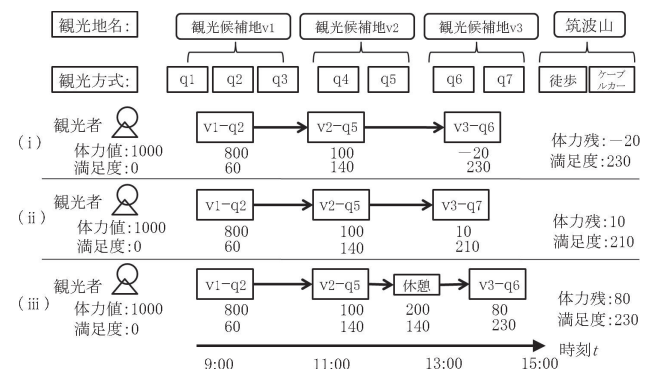 観光地名: 観光候補地v1 観光候補地v2 観光候補地v3 筑波山
観光方式: q1 q2 q3 q4 q5 q6 q7 徒歩 ケーブルカー
(i) 観光者 v1−q2 v2−q5 v3−q6
体力値:1000 800 100 −20 体力残:−20
満足度:0 60 140 230 満足度:230
(ii) 観光者 v1−q2 v2−q5 v3−q7
体力値:1000 800 100 10 体力残:10
満足度:0 60 140 210 満足度:210
(iii) 観光者 v1−q2 v2−q5 休憩 v3−q6
体力値:1000 800 100 200 80 体力残:80
満足度:0 60 140 140 230 満足度:230
時刻t
9:00 11:00 13:00 15:00